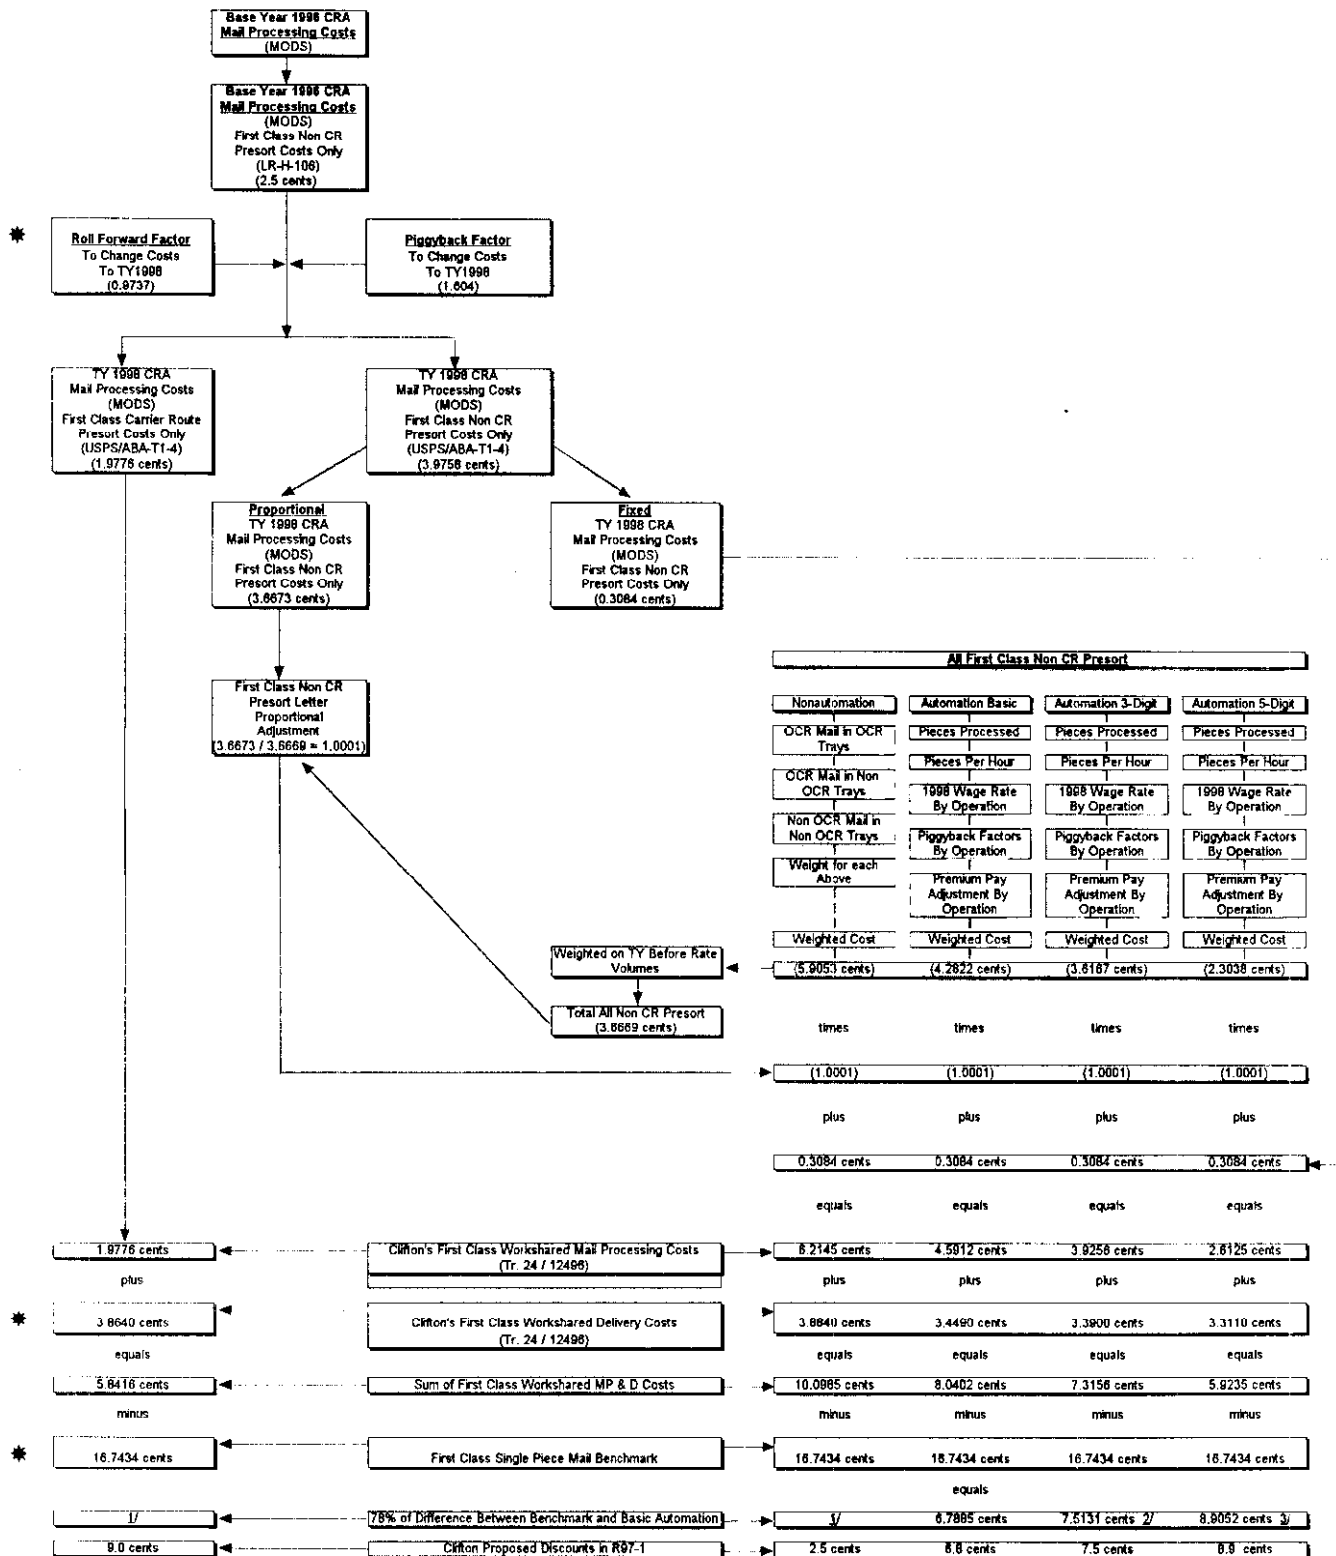 Base Year 1996 CRA
Mail Processing Costs
(MODS)
Base Year 1996 CRA
Mail Processing Costs
(MODS)
First Class Non CR
Presort Costs Only
(LR-H-106)
(2.5 cents)
Roll Forward Factor
To Change Costs
To TY1998
(0.9737)
Piggyback Factor
To Change Costs
To TY1998
(1.604)
TY 1998 CRA
Mail Processing Costs
(MODS)
First Class Carrier Route
Presort Costs Only
(USPS/ABA-T1-4)
(1.9776 cents)
TY 1998 CRA
Mail Processing Costs
(MODS)
First Class Non CR
Presort Costs Only
(USPS/ABA-T1-4)
(3.9756 cents)
Proportional
TY 1998 CRA
Mail Processing Costs
(MODS)
First Class Non CR
Presort Costs Only
(3.6673 cents)
Fixed
TY 1998 CRA
Mail Processing Costs
(MODS)
First Class Non CR
Presort Costs Only
(0.3084 cents)
First Class Non CR
Presort Letter
Proportional
Adjustment
(3.6673 / 3.6669 = 1.0001)
All First Class Non CR Presort
Nonautomation Automation Basic Automation 3-Digit Automation 5-Digit
OCR Mail in OCR
Trays
OCR Mail in Non
OCR Trays
Non OCR Mail in
Non OCR Trays
Weight for each
Above
Weighted Cost
Pieces Processed
Pieces Per Hour
1998 Wage Rate
By Operation
Piggyback Factors
By Operation
Premium Pay
Adjustment By
Operation
Weighted Cost
Pieces Processed
Pieces Per Hour
1998 Wage Rate
By Operation
Piggyback Factors
By Operation
Premium Pay
Adjustment By
Operation
Weighted Cost
Pieces Processed
Pieces Per Hour
1998 Wage Rate
By Operation
Piggyback Factors
By Operation
Premium Pay
Adjustment By
Operation
Weighted Cost
Weighted on TY Before Rate
Volumes
(5.9053 cents) (4.2822 cents) (3.6167 cents) (2.3038 cents)
Total All Non CR Presort
(3.6669 cents)
times times times times
(1.0001) (1.0001) (1.0001) (1.0001)
plus plus plus plus
0.3084 cents 0.3084 cents 0.3084 cents 0.3084 cents
equals equals equals equals
1.9776 cents
Clifton's First Class Workshared Mail Processing Costs
(Tr. 24 / 12496)
6.2145 cents 4.5912 cents 3.9256 cents 2.6125 cents
plus plus plus plus plus
3.8640 cents
Clifton's First Class Workshared Delivery Costs
(Tr. 24 / 12496)
3.8840 cents 3.4490 cents 3.3900 cents 3.3110 cents
equals equals equals equals equals
5.8416 cents Sum of First Class Workshared MP & D Costs 10.0985 cents 8.0402 cents 7.3156 cents 5.9235 cents
minus minus minus minus minus
16.7434 cents First Class Single Piece Mail Benchmark 16.7434 cents 16.7434 cents 16.7434 cents 16.7434 cents
equals
1/ 78% of Difference Between Benchmark and Basic Automation 1/ 6.7885 cents 7.5131 cents 2/ 8.9052 cents 3/
9.0 cents Clifton Proposed Discounts in R97-1 2.5 cents 6.8 cents 7.5 cents 8.9 cents